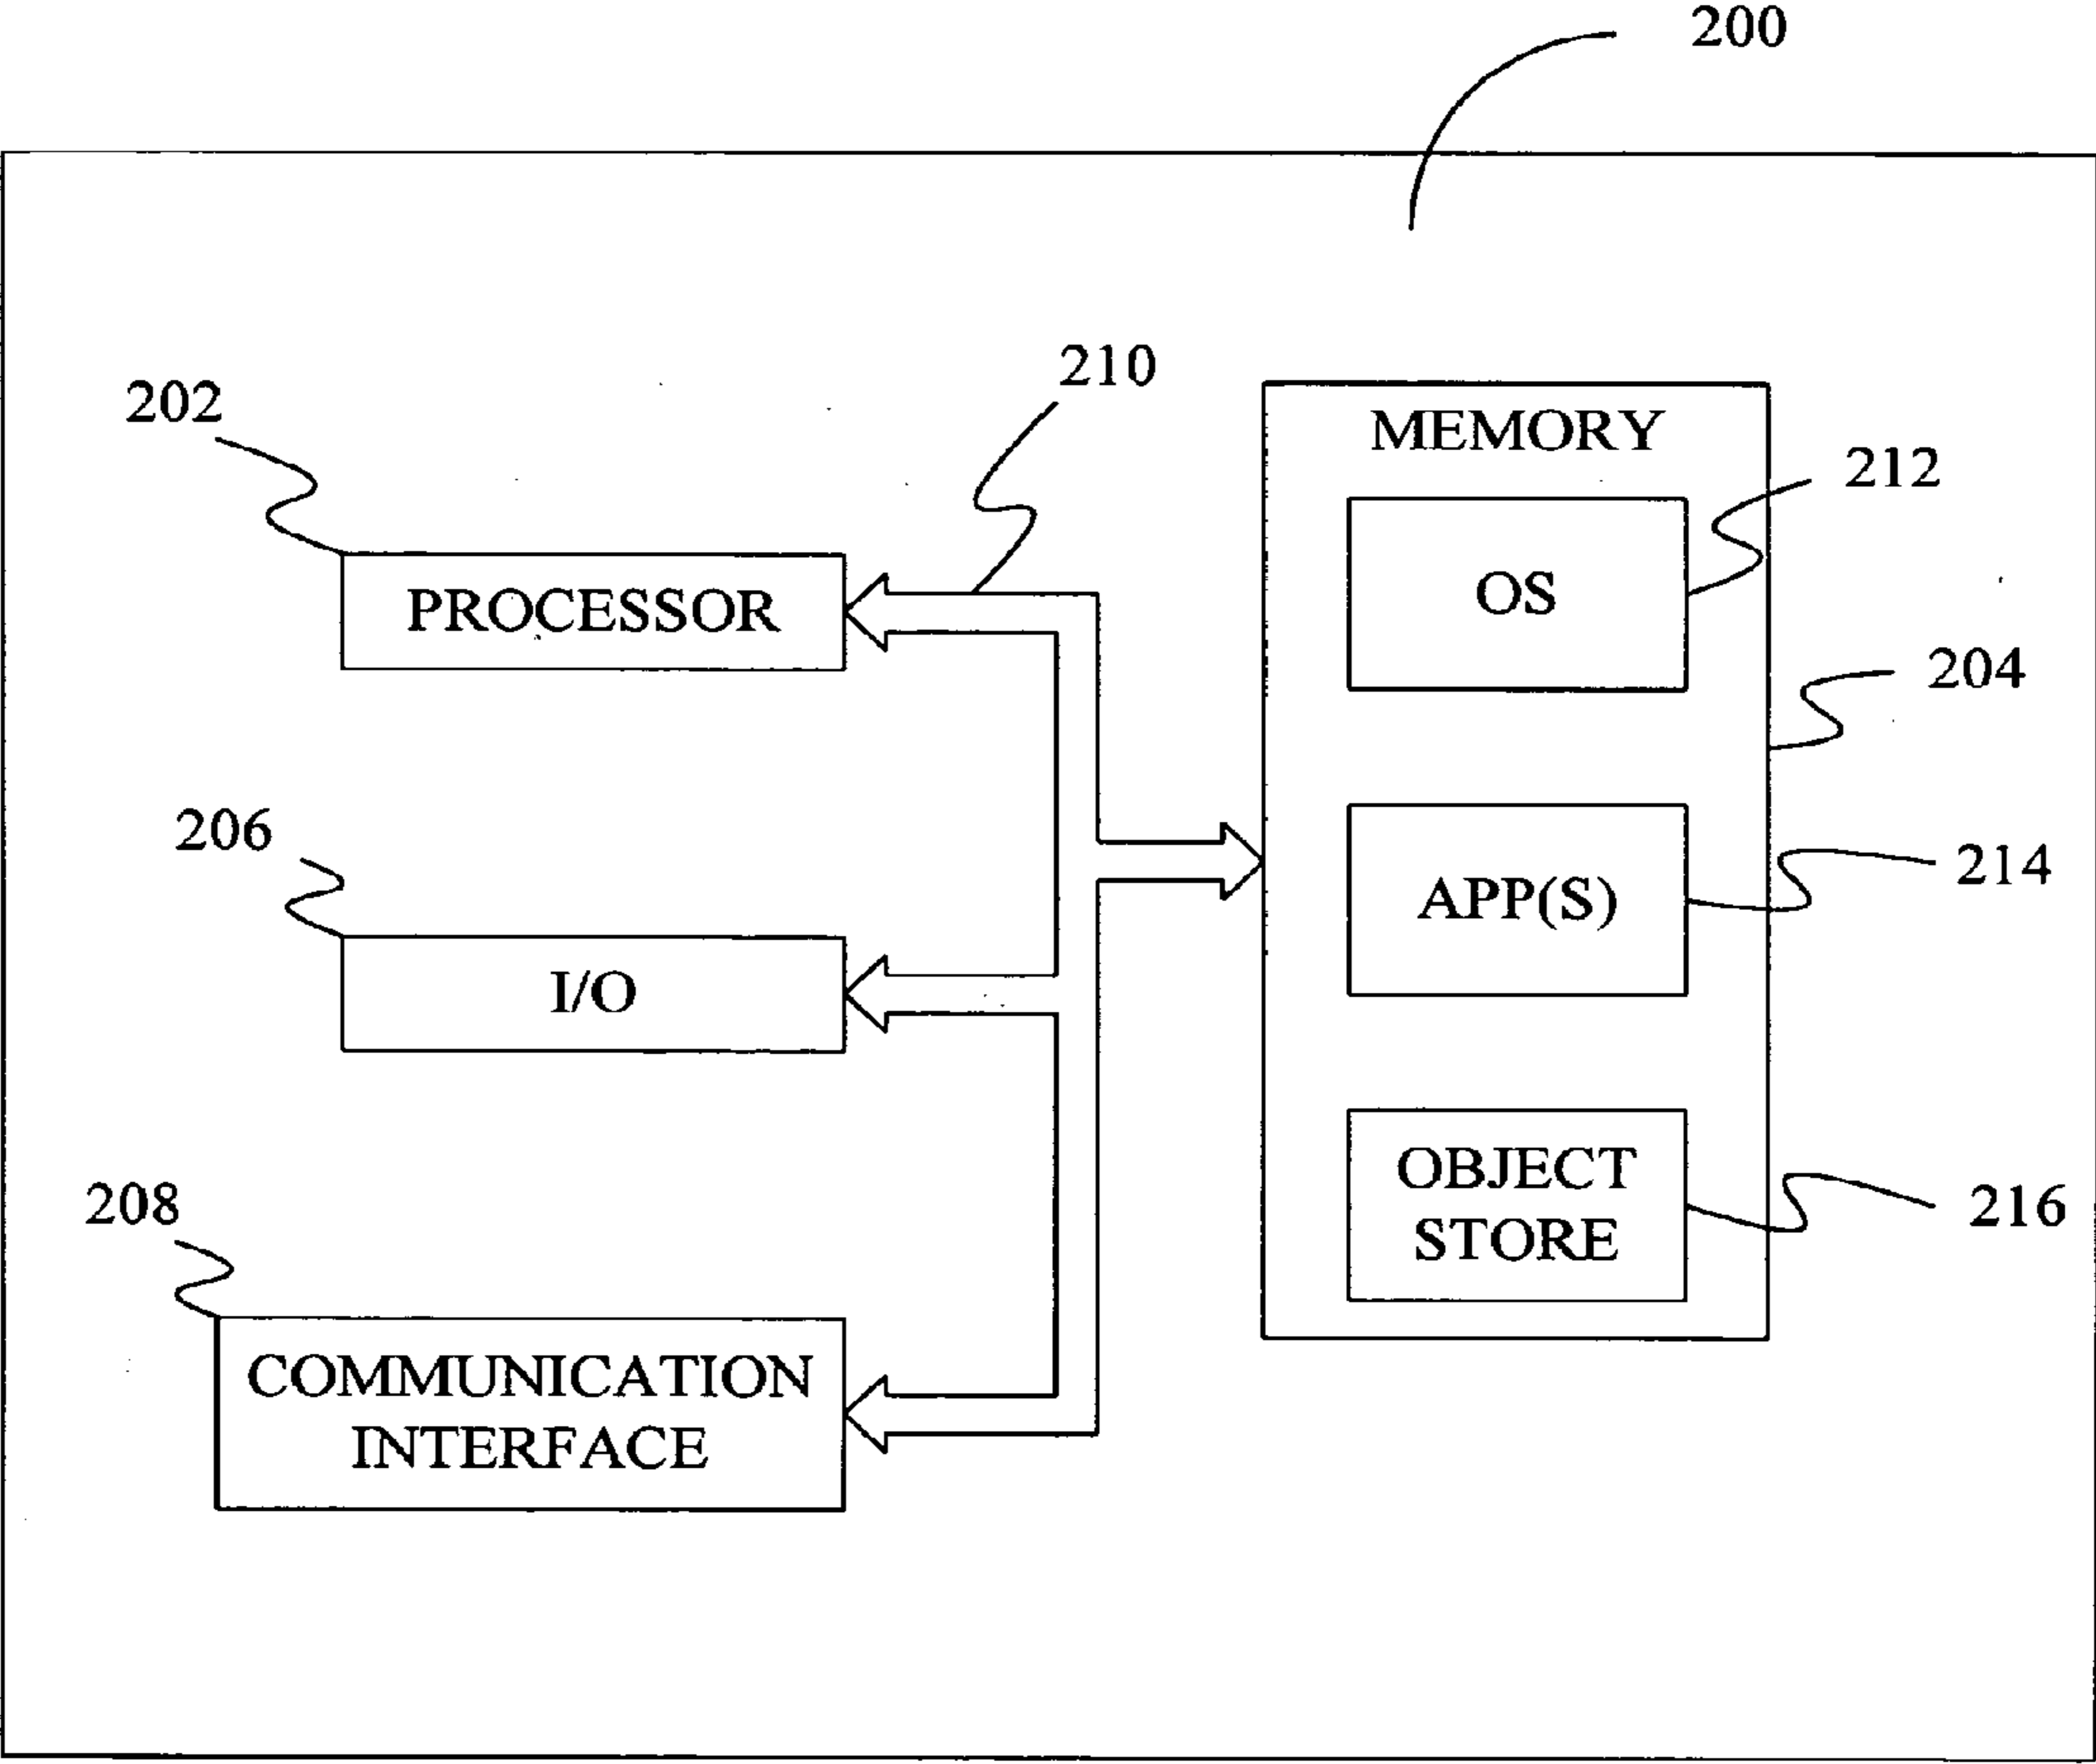 200
210
202
MEMORY
212
OS
PROCESSOR
204
206
214
APP(S)
I/O
OBJECT
STORE
216
208
COMMUNICATION
INTERFACE